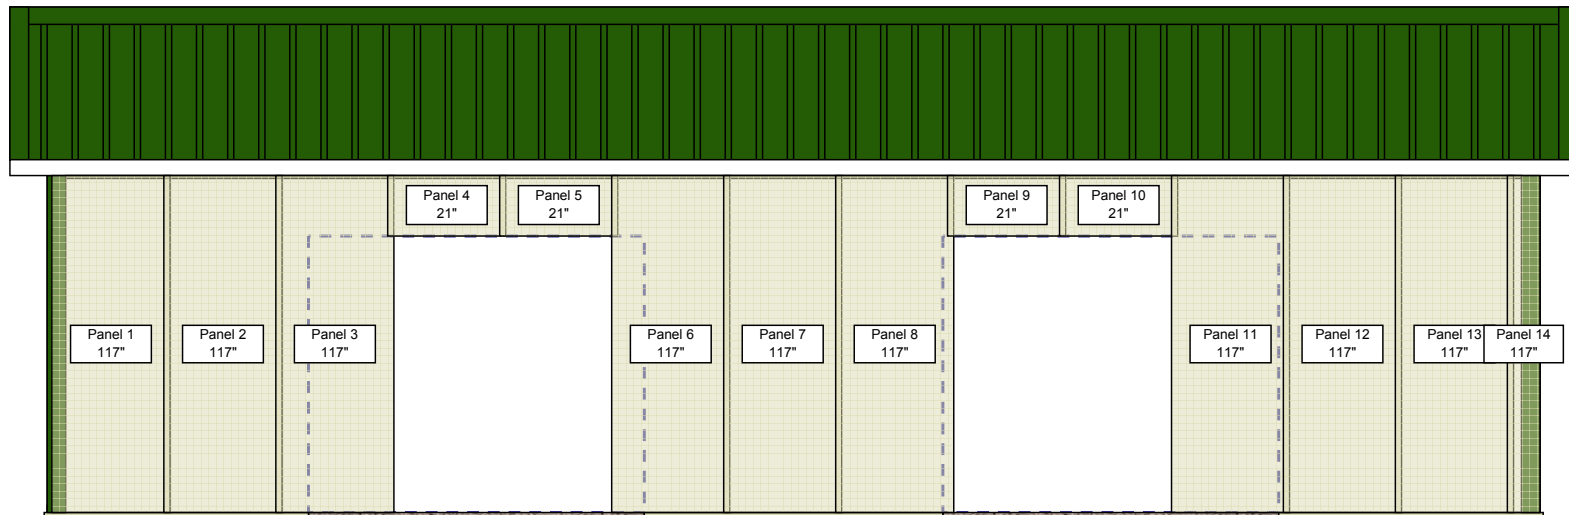 Panel 4
21"
Panel 5
21"
Panel 9
21"
Panel 10
21"
Panel 1
117"
Panel 2
117"
Panel 3
117"
Panel 6
117"
Panel 7
117"
Panel 8
117"
Panel 11
117"
Panel 12
117"
Panel 13
117"
Panel 14
117"